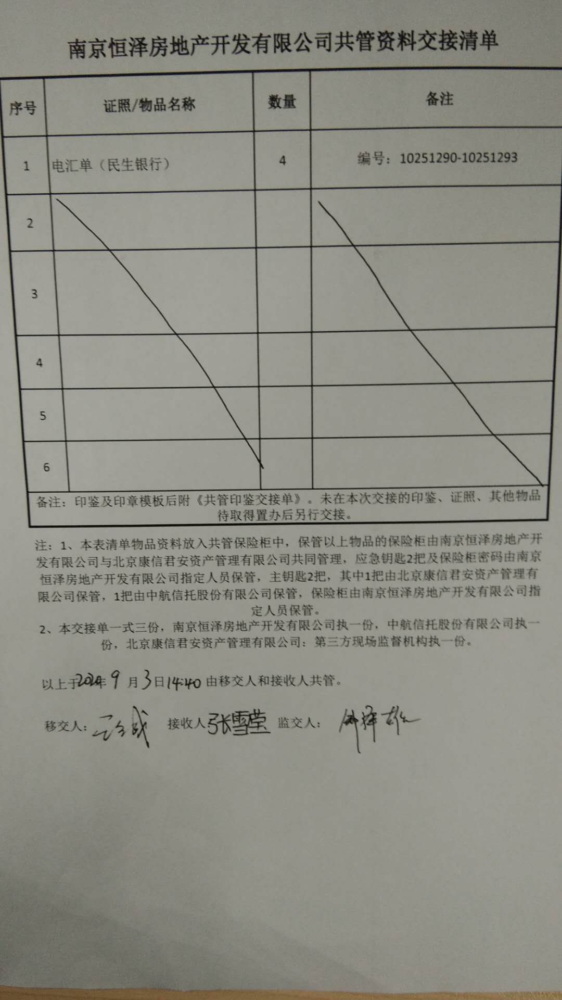 南京恒泽房地产开发有限公司共管资料交接清单
序号 证照/物品名称 数量 备注
1 电汇单（民生银行） 4 编号：10251290-10251293
2
3
4
5
6
备注：印鉴及印章模板后附《共管印鉴交接单》。未在本次交接的印鉴、证照、其他物品
待取得置办后另行交接。
注：1、本表清单物品资料放入共管保险柜中，保管以上物品的保险柜由南京恒泽房地产开
发有限公司与北京康信君安资产管理有限公司共同管理，应急钥匙2把及保险柜密码由南京
恒泽房地产开发有限公司指定人员保管，主钥匙2把，其中1把由北京康信君安资产管理有
限公司保管，1把由中航信托股份有限公司保管，保险柜由南京恒泽房地产开发有限公司指
定人员保管。
2、本交接单一式三份，南京恒泽房地产开发有限公司执一份，中航信托股份有限公司执一
份，北京康信君安资产管理有限公司：第三方现场监督机构执一份。
以上于2020年9月3日14:40由移交人和接收人共管。
移交人： 接收人：张雪莹 监交人：